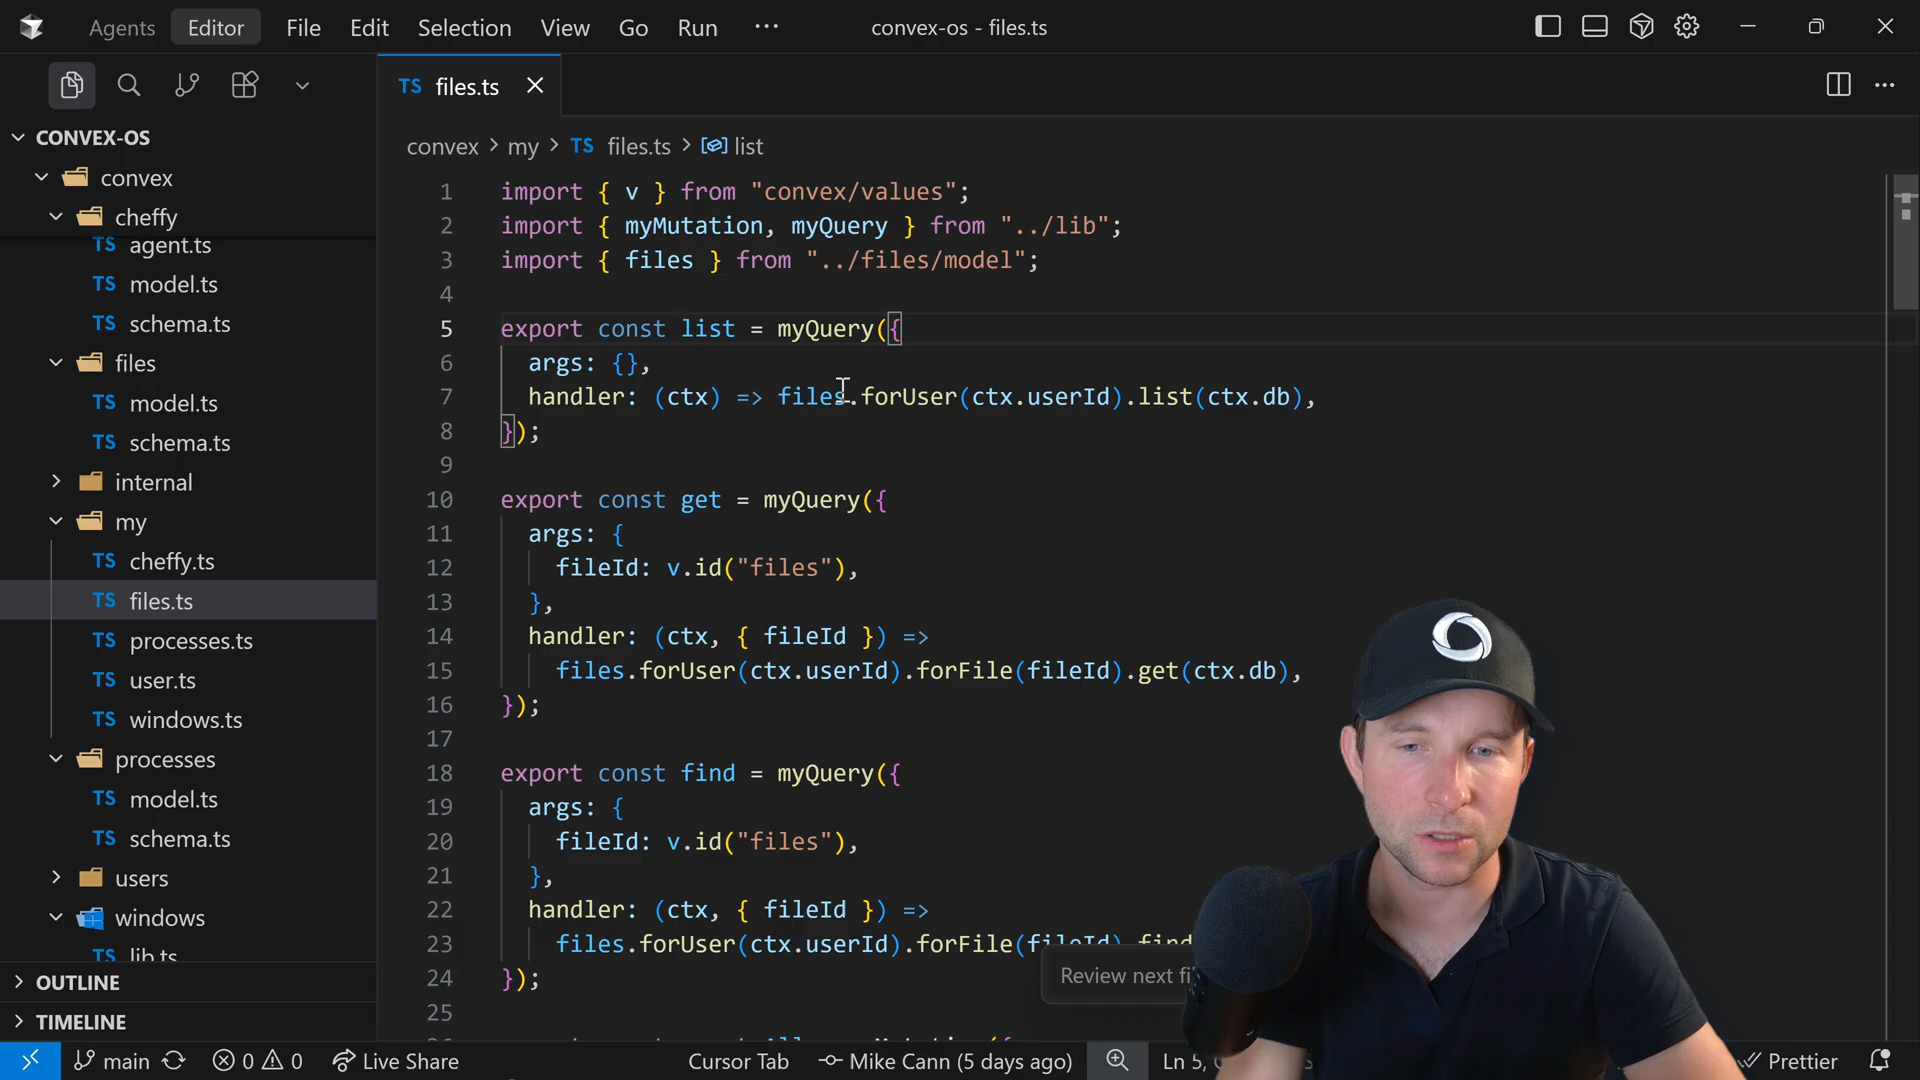 Agents Editor File Edit Selection View Go Run ··· convex-os - files.ts
TS files.ts
CONVEX-OS
convex
cheffy
TS agent.ts
TS model.ts
TS schema.ts
files
TS model.ts
TS schema.ts
internal
my
TS cheffy.ts
TS files.ts
TS processes.ts
TS user.ts
TS windows.ts
processes
TS model.ts
TS schema.ts
users
windows
TS lib.ts
OUTLINE
TIMELINE
convex > my > TS files.ts > list
1 import { v } from "convex/values";
2 import { myMutation, myQuery } from "../lib";
3 import { files } from "../files/model";
4
5 export const list = myQuery({
6 args: {},
7 handler: (ctx) => files.forUser(ctx.userId).list(ctx.db),
8 });
9
10 export const get = myQuery({
11 args: {
12 fileId: v.id("files"),
13 },
14 handler: (ctx, { fileId }) =>
15 files.forUser(ctx.userId).forFile(fileId).get(ctx.db),
16 });
17
18 export const find = myQuery({
19 args: {
20 fileId: v.id("files"),
21 },
22 handler: (ctx, { fileId }) =>
23 files.forUser(ctx.userId).forFile(fileId).find
24 });
25
Review next
main 0 0 Live Share Cursor Tab Mike Cann (5 days ago) Ln 5, Prettier